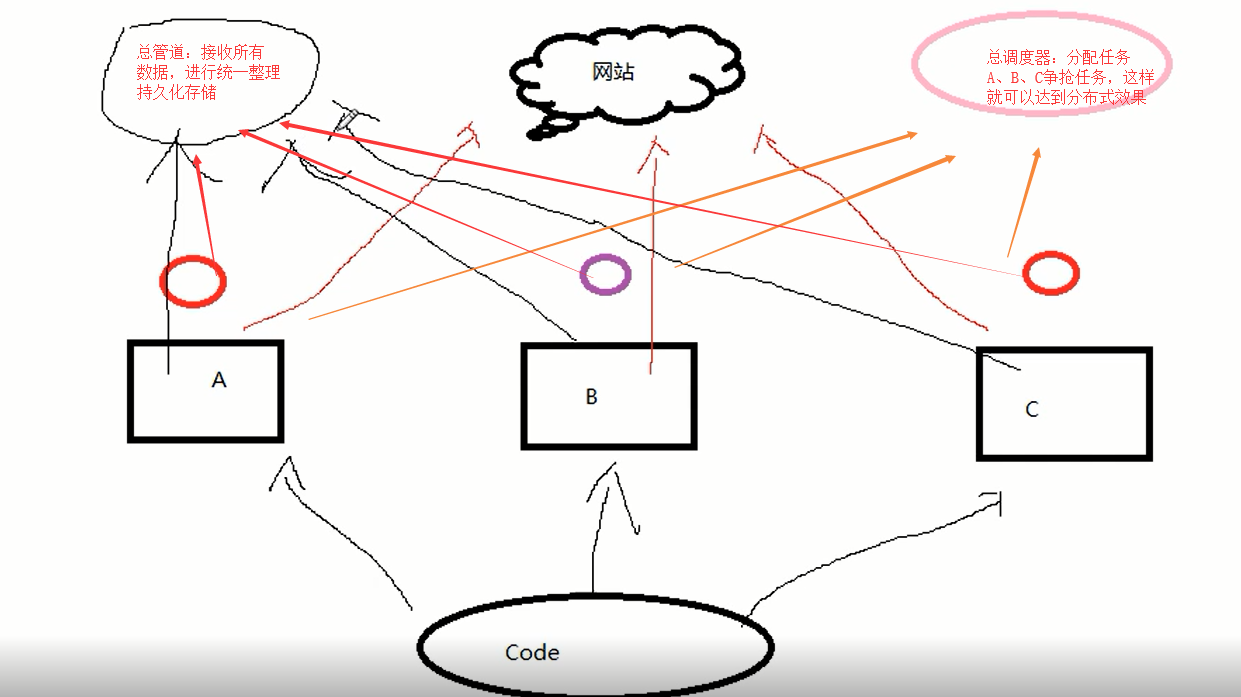 总管道：接收所有
数据，进行统一整理
持久化存储
网站
总调度器：分配任务
A、B、C争抢任务，这样
就可以达到分布式效果
A
B
C
Code